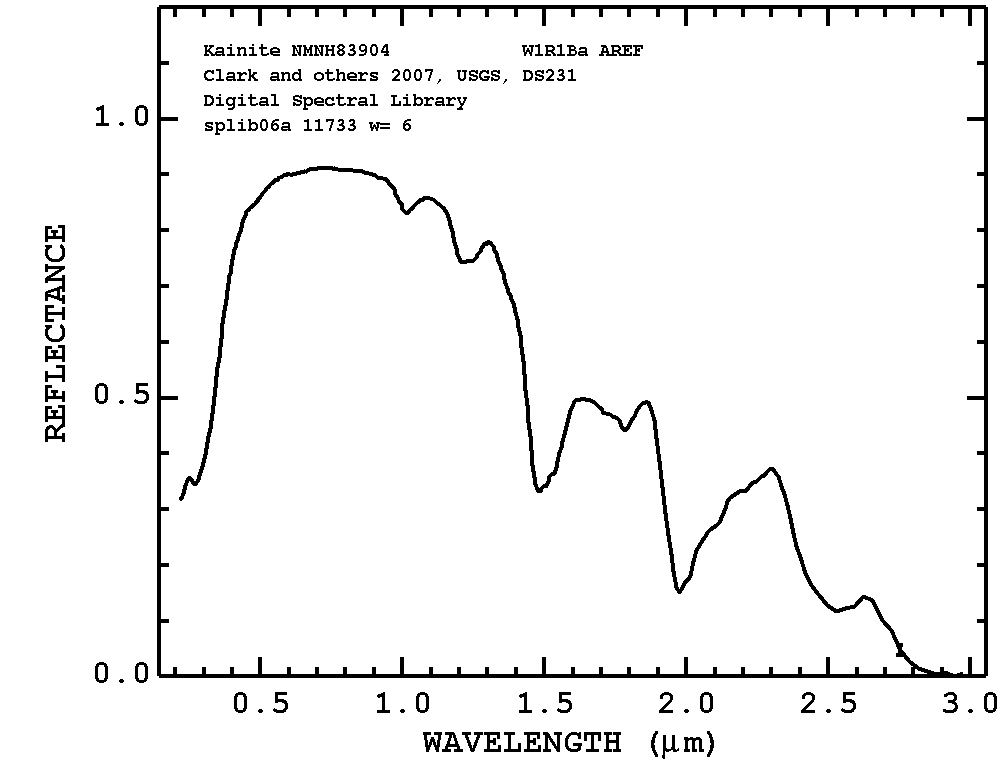 Kainite NMNH83904 W1R1Ba AREF
Clark and others 2007, USGS, DS231
Digital Spectral Library
splib06a 11733 w= 6
1.0
0.5
0.0
REFLECTANCE
0.5 1.0 1.5 2.0 2.5 3.0
WAVELENGTH (μm)